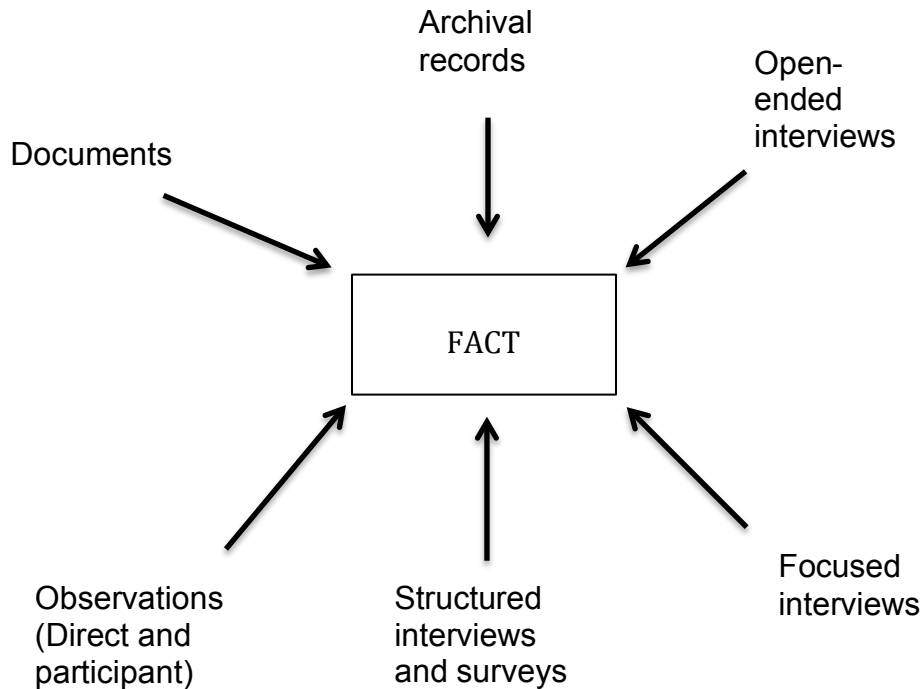 Archival
records
Open-
ended
interviews
Documents
FACT
Observations
(Direct and
participant)
Structured
interviews
and surveys
Focused
interviews